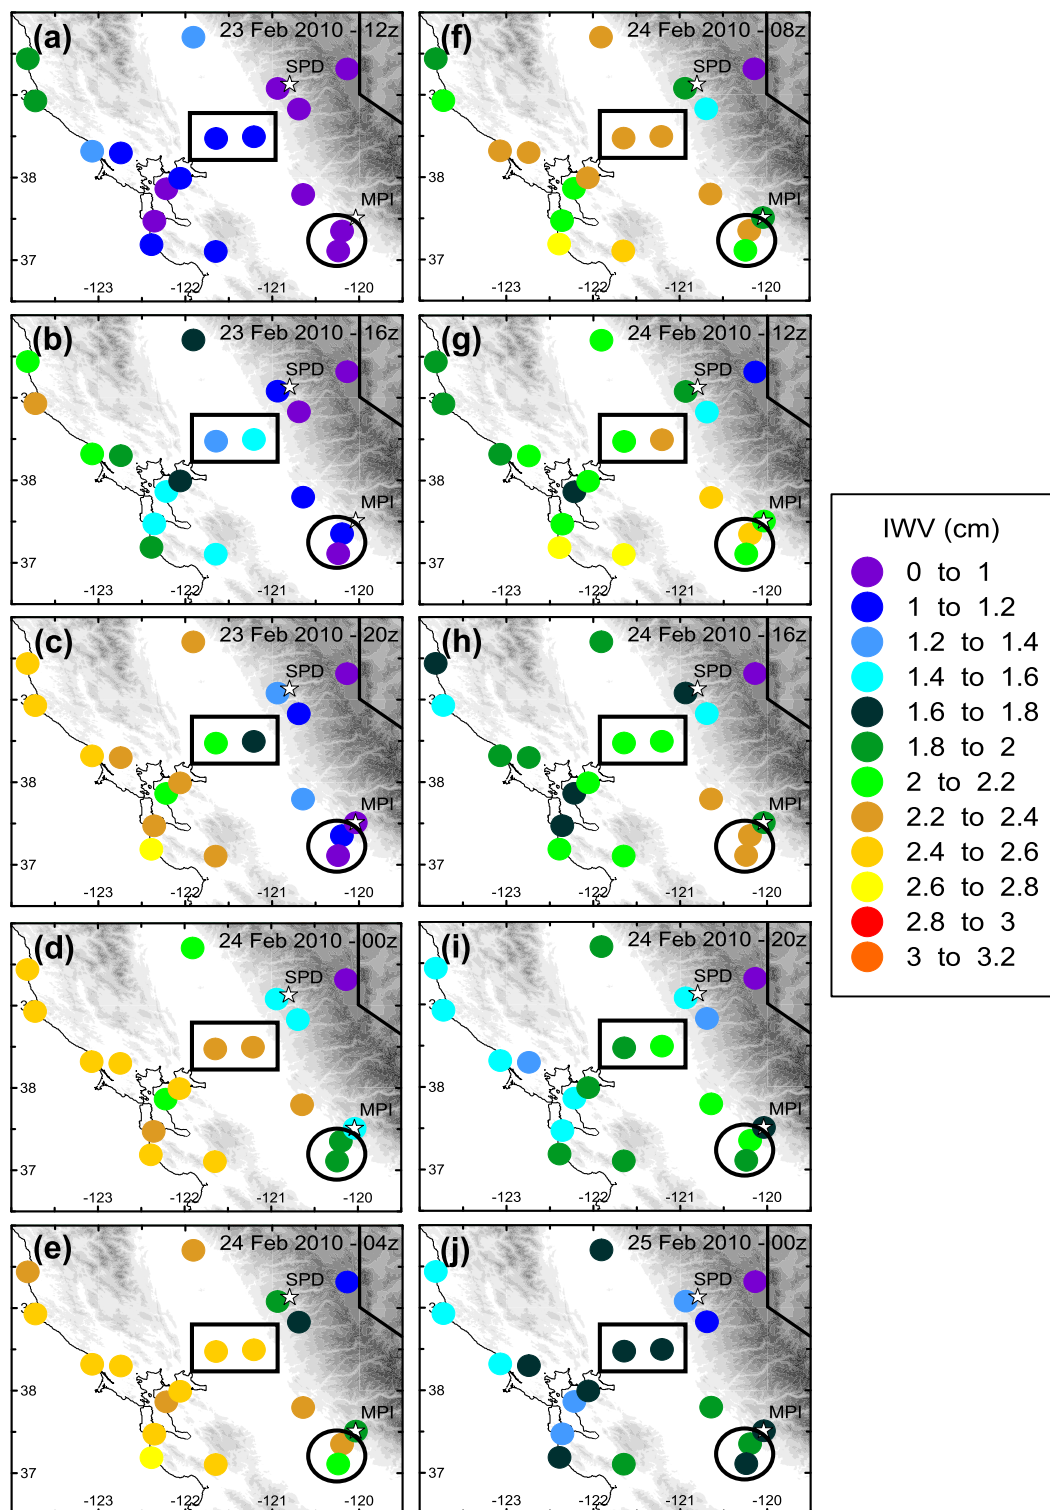 (a)
23 Feb 2010 - 12z
SPD
MPI
38
37
-123
-122
-121
-120
(b)
23 Feb 2010 - 16z
SPD
MPI
38
37
-123
-122
-121
-120
(c)
23 Feb 2010 - 20z
SPD
MPI
38
37
-123
-122
-121
-120
(d)
24 Feb 2010 - 00z
SPD
MPI
38
37
-123
-122
-121
-120
(e)
24 Feb 2010 - 04z
SPD
MPI
38
37
-123
-122
-121
-120
(f)
24 Feb 2010 - 08z
SPD
MPI
38
37
-123
-122
-121
-120
(g)
24 Feb 2010 - 12z
SPD
MPI
38
37
-123
-122
-121
-120
(h)
24 Feb 2010 - 16z
SPD
MPI
38
37
-123
-122
-121
-120
(i)
24 Feb 2010 - 20z
SPD
MPI
38
37
-123
-122
-121
-120
(j)
25 Feb 2010 - 00z
SPD
MPI
38
37
-123
-122
-121
-120
IWV (cm)
0 to 1
1 to 1.2
1.2 to 1.4
1.4 to 1.6
1.6 to 1.8
1.8 to 2
2 to 2.2
2.2 to 2.4
2.4 to 2.6
2.6 to 2.8
2.8 to 3
3 to 3.2